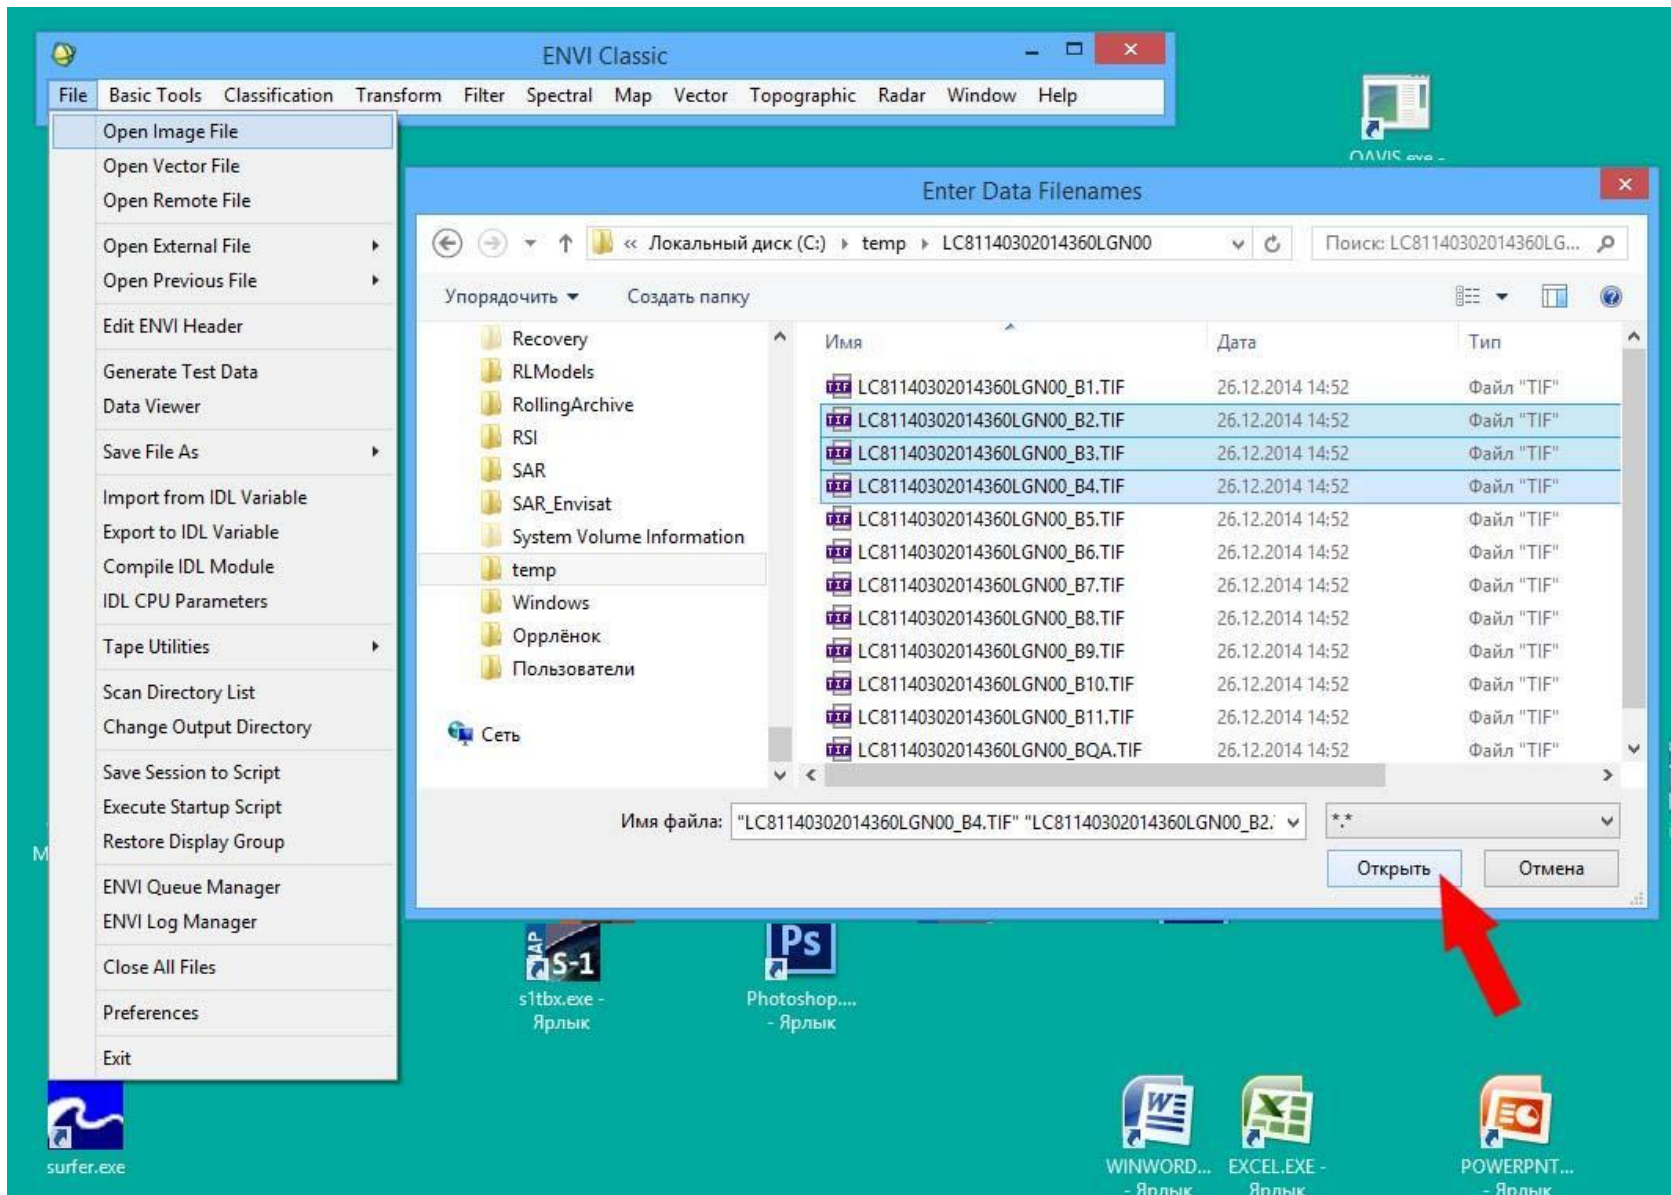 ENVI Classic
File Basic Tools Classification Transform Filter Spectral Map Vector Topographic Radar Window Help
Open Image File
Open Vector File
Open Remote File
Open External File
Open Previous File
Edit ENVI Header
Generate Test Data
Data Viewer
Save File As
Import from IDL Variable
Export to IDL Variable
Compile IDL Module
IDL CPU Parameters
Tape Utilities
Scan Directory List
Change Output Directory
Save Session to Script
Execute Startup Script
Restore Display Group
ENVI Queue Manager
ENVI Log Manager
Close All Files
Preferences
Exit
Enter Data Filenames
« Локальный диск (C:) temp LC81140302014360LGN00
Поиск: LC81140302014360LG...
Упорядочить Создать папку
Recovery
RLModels
RollingArchive
RSI
SAR
SAR_Envisat
System Volume Information
temp
Windows
Оррлёнок
Пользователи
Сеть
Имя Дата Тип
LC81140302014360LGN00_B1.TIF 26.12.2014 14:52 Файл "TIF"
LC81140302014360LGN00_B2.TIF 26.12.2014 14:52 Файл "TIF"
LC81140302014360LGN00_B3.TIF 26.12.2014 14:52 Файл "TIF"
LC81140302014360LGN00_B4.TIF 26.12.2014 14:52 Файл "TIF"
LC81140302014360LGN00_B5.TIF 26.12.2014 14:52 Файл "TIF"
LC81140302014360LGN00_B6.TIF 26.12.2014 14:52 Файл "TIF"
LC81140302014360LGN00_B7.TIF 26.12.2014 14:52 Файл "TIF"
LC81140302014360LGN00_B8.TIF 26.12.2014 14:52 Файл "TIF"
LC81140302014360LGN00_B9.TIF 26.12.2014 14:52 Файл "TIF"
LC81140302014360LGN00_B10.TIF 26.12.2014 14:52 Файл "TIF"
LC81140302014360LGN00_B11.TIF 26.12.2014 14:52 Файл "TIF"
LC81140302014360LGN00_BQA.TIF 26.12.2014 14:52 Файл "TIF"
Имя файла: "LC81140302014360LGN00_B4.TIF" "LC81140302014360LGN00_B2. *.*
Открыть Отмена
S-1
s1tbx.exe -
Ярлык
Ps
Photoshop....
- Ярлык
surfer.exe
WINWORD...
- Ярлык
EXCEL.EXE -
Ярлык
POWERPNT...
- Ярлык